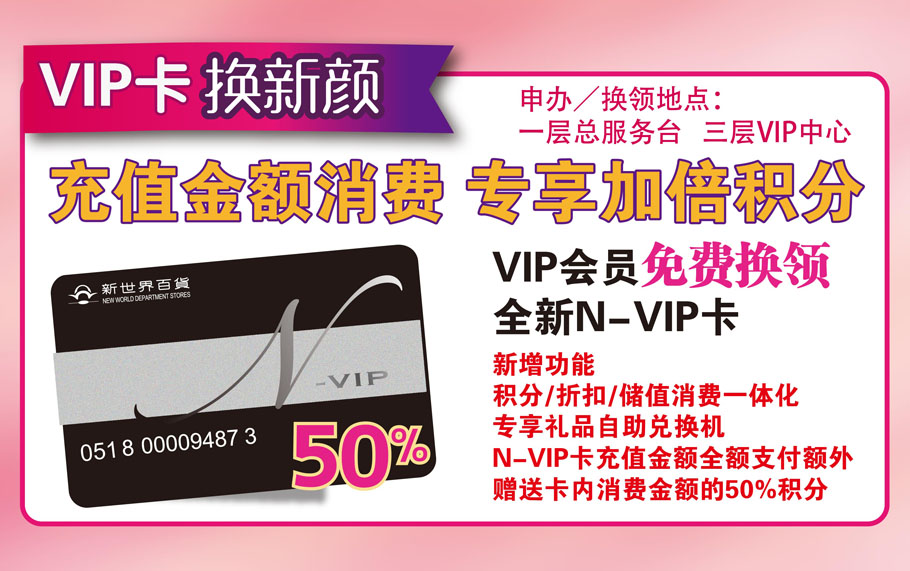 VIP卡 换新颜
申办／换领地点：
一层总服务台 三层VIP中心
充值金额消费 专享加倍积分
新世界百貨
NEW WORLD DEPARTMENT STORES
N
-VIP
0518 00009487 3
50%
VIP会员免费换领
全新N-VIP卡
新增功能
积分/折扣/储值消费一体化
专享礼品自助兑换机
N-VIP卡充值金额全额支付额外
赠送卡内消费金额的50%积分